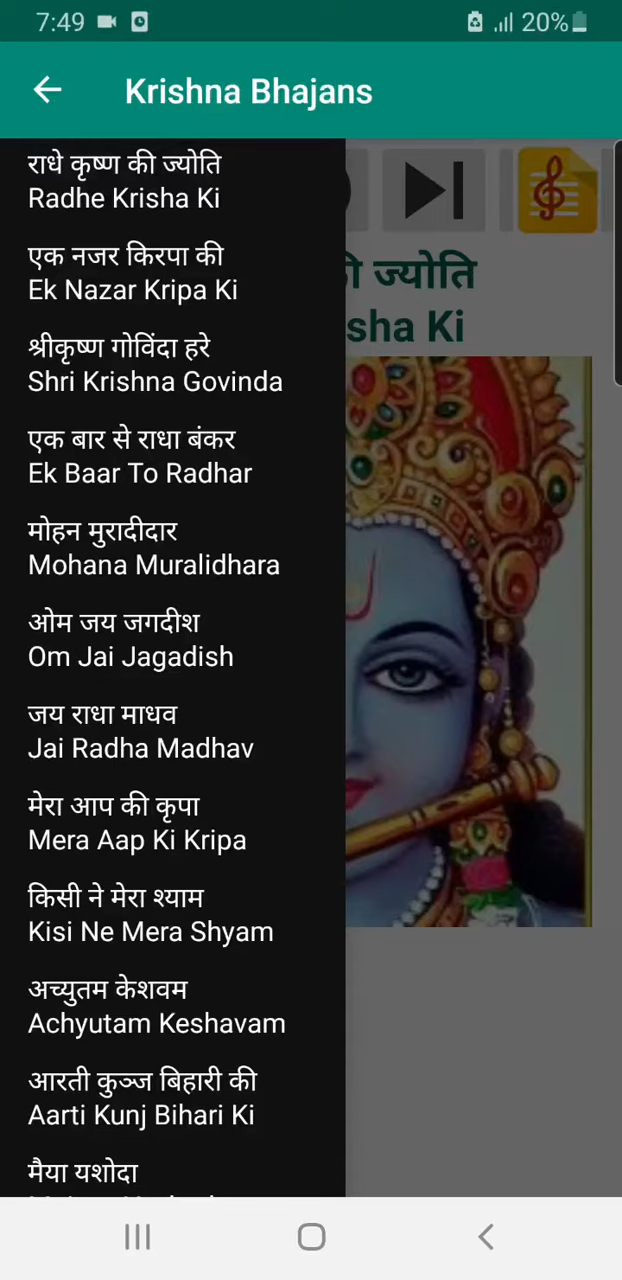 7:49
20%
Krishna Bhajans
राधे कृष्ण की ज्योति
Radhe Krisha Ki
एक नजर किरपा की
Ek Nazar Kripa Ki
श्रीकृष्ण गोविंदा हरे
Shri Krishna Govinda
एक बार से राधा बंकर
Ek Baar To Radhar
मोहन मुरादीदार
Mohana Muralidhara
ओम जय जगदीश
Om Jai Jagadish
जय राधा माधव
Jai Radha Madhav
मेरा आप की कृपा
Mera Aap Ki Kripa
किसी ने मेरा श्याम
Kisi Ne Mera Shyam
अच्युतम केशवम
Achyutam Keshavam
आरती कुञ्ज बिहारी की
Aarti Kunj Bihari Ki
मैया यशोदा
ज्योति
sha Ki